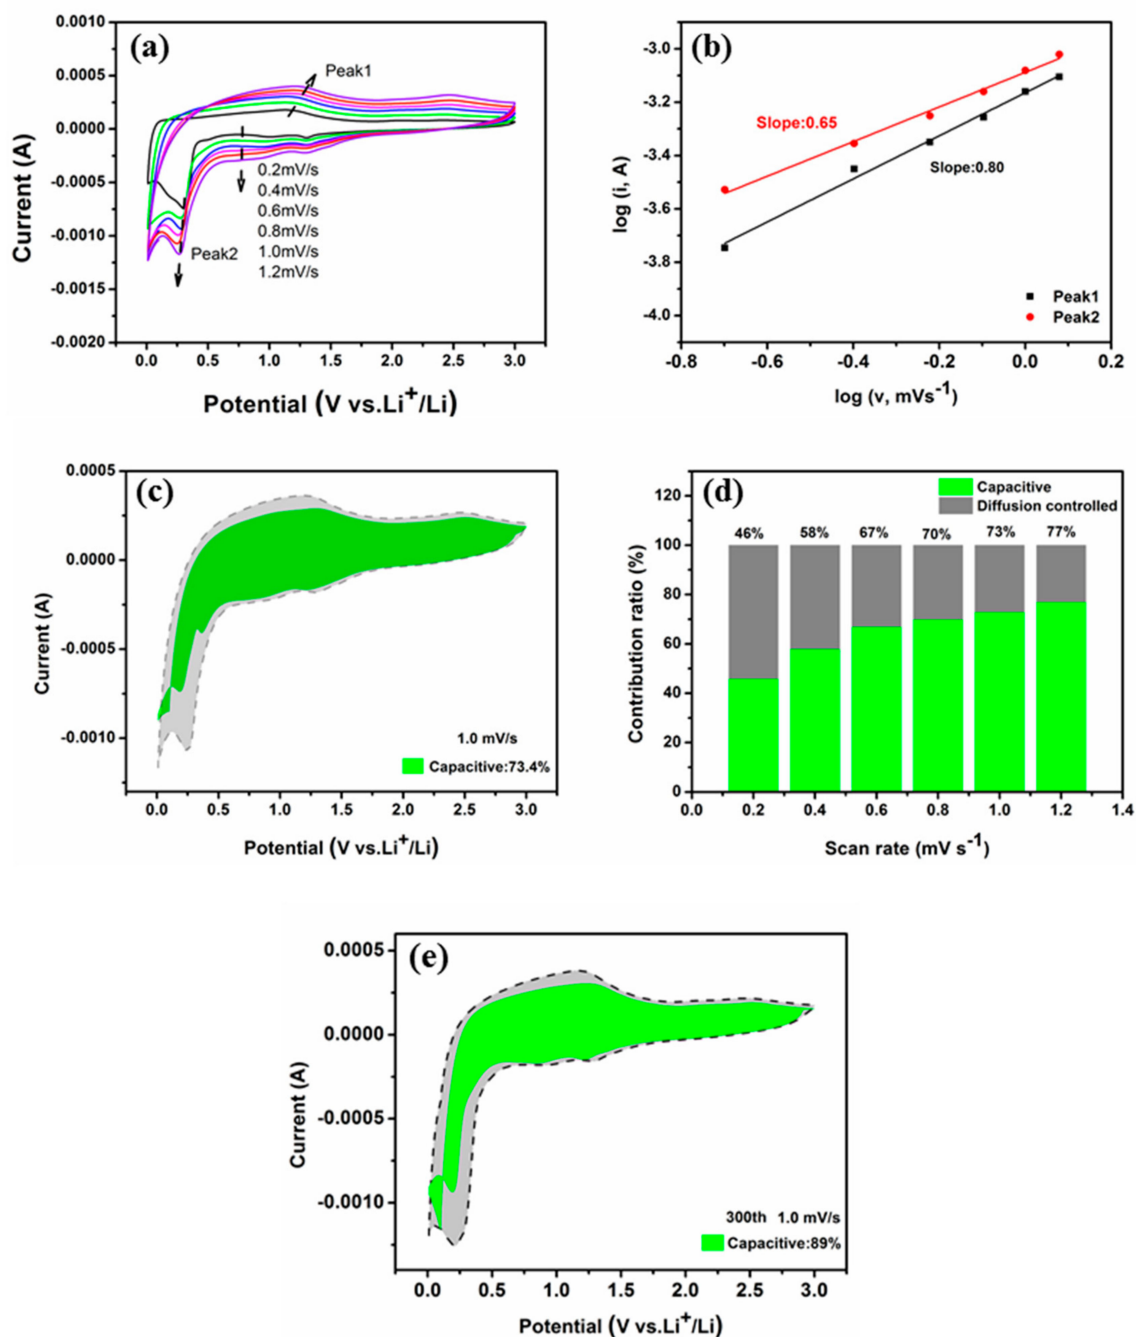 (a)
Peak1
0.2mV/s
0.4mV/s
0.6mV/s
0.8mV/s
1.0mV/s
1.2mV/s
Peak2
0.0010
0.0005
0.0000
-0.0005
-0.0010
-0.0015
-0.0020
Current (A)
0.0 0.5 1.0 1.5 2.0 2.5 3.0
Potential (V vs.Li⁺/Li)
(b)
-3.0
-3.2
-3.4
-3.6
-3.8
-4.0
log (i, A)
Slope:0.65
Slope:0.80
Peak1
Peak2
-0.8 -0.6 -0.4 -0.2 0.0 0.2
log (v, mVs⁻¹)
(c)
0.0005
0.0000
-0.0005
-0.0010
Current (A)
1.0 mV/s
Capacitive:73.4%
0.0 0.5 1.0 1.5 2.0 2.5 3.0
Potential (V vs.Li⁺/Li)
(d)
Capacitive
Diffusion controlled
46% 58% 67% 70% 73% 77%
120
100
80
60
40
20
0
Contribution ratio (%)
0.0 0.2 0.4 0.6 0.8 1.0 1.2 1.4
Scan rate (mV s⁻¹)
(e)
0.0005
0.0000
-0.0005
-0.0010
Current (A)
300th 1.0 mV/s
Capacitive:89%
0.0 0.5 1.0 1.5 2.0 2.5 3.0
Potential (V vs.Li⁺/Li)